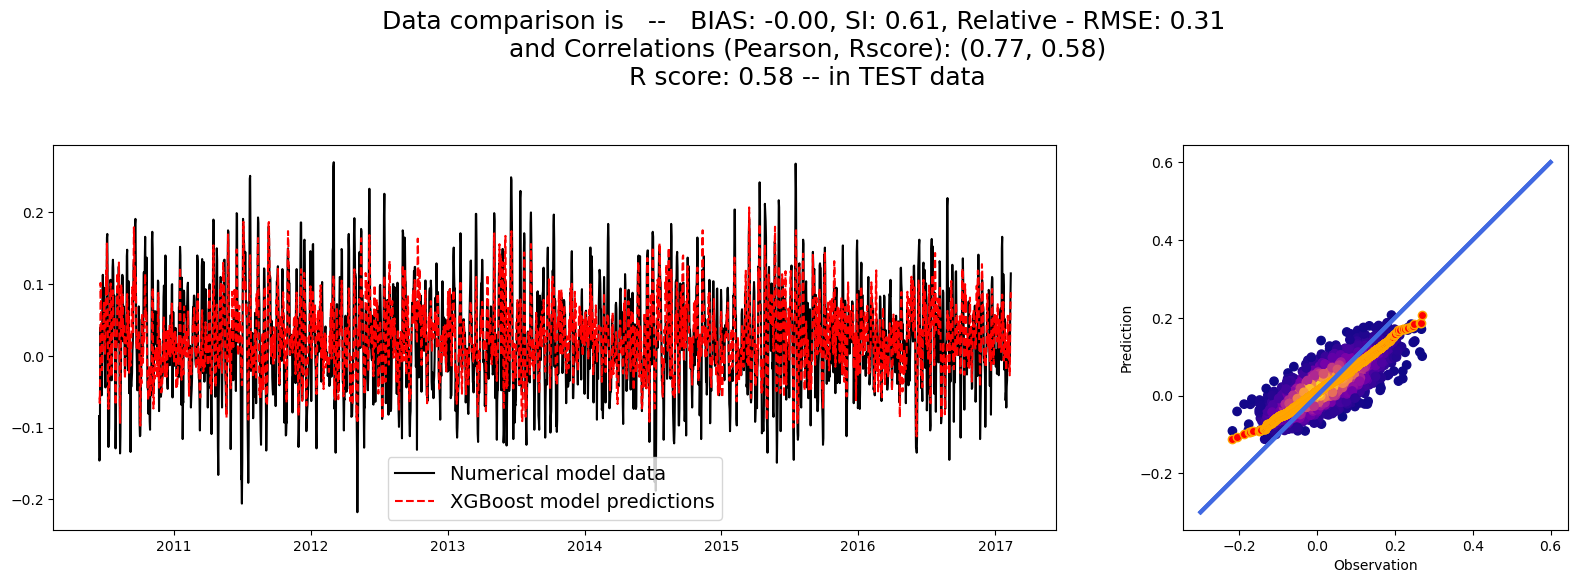 Data comparison is -- BIAS: -0.00, SI: 0.61, Relative - RMSE: 0.31
and Correlations (Pearson, Rscore): (0.77, 0.58)
R score: 0.58 -- in TEST data
0.2
0.1
0.0
−0.1
−0.2
Numerical model data
XGBoost model predictions
2011 2012 2013 2014 2015 2016 2017
Prediction
0.6
0.4
0.2
0.0
−0.2
−0.2 0.0 0.2 0.4 0.6
Observation